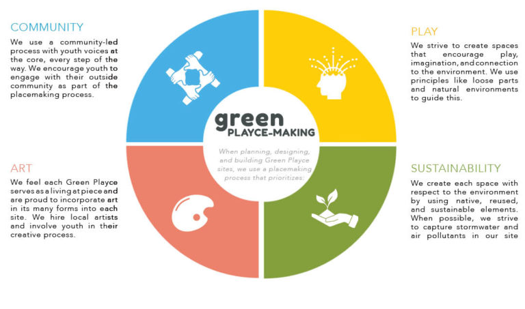 COMMUNITY
We use a community-led
process with youth voices at
the core, every step of the
way. We encourage youth to
engage with their outside
community as part of the
placemaking process.
PLAY
We strive to create spaces
that encourage play,
imagination, and connection
to the environment. We use
principles like loose parts
and natural environments
to guide this.
green
PLAYCE-MAKING
When planning, designing,
and building Green Playce
sites, we use a placemaking
process that prioritizes:
ART
We feel each Green Playce
serves as a living art piece and
are proud to incorporate art
in its many forms into each
site. We hire local artists
and involve youth in their
creative process.
SUSTAINABILITY
We create each space with
respect to the environment
by using native, reused,
and sustainable elements.
When possible, we strive
to capture stormwater and
air pollutants in our site